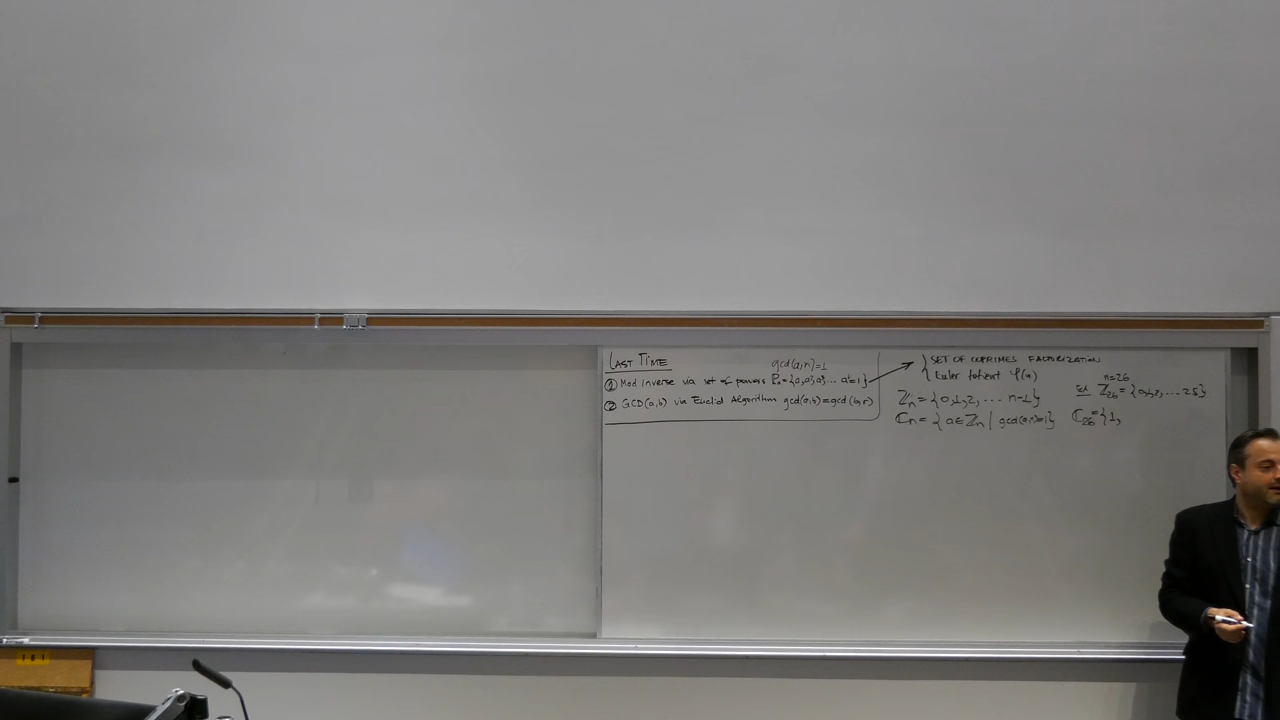 LAST TIME
gcd(a,n)=1
① Mod inverse via set of powers Pₐ={a,a²,a³,... aᵏ=1}
② GCD(a,b) via Euclid Algorithm gcd(a,b)=gcd(b,r)
SET OF COPRIMES FACTORIZATION
Euler totient φ(n)
ℤₙ={0,1,2,... n-1}
ℂₙ={a∈ℤₙ | gcd(a,n)=1}
n=26
ex ℤ₂₆={0,1,2,...25}
ℂ₂₆={1,
161